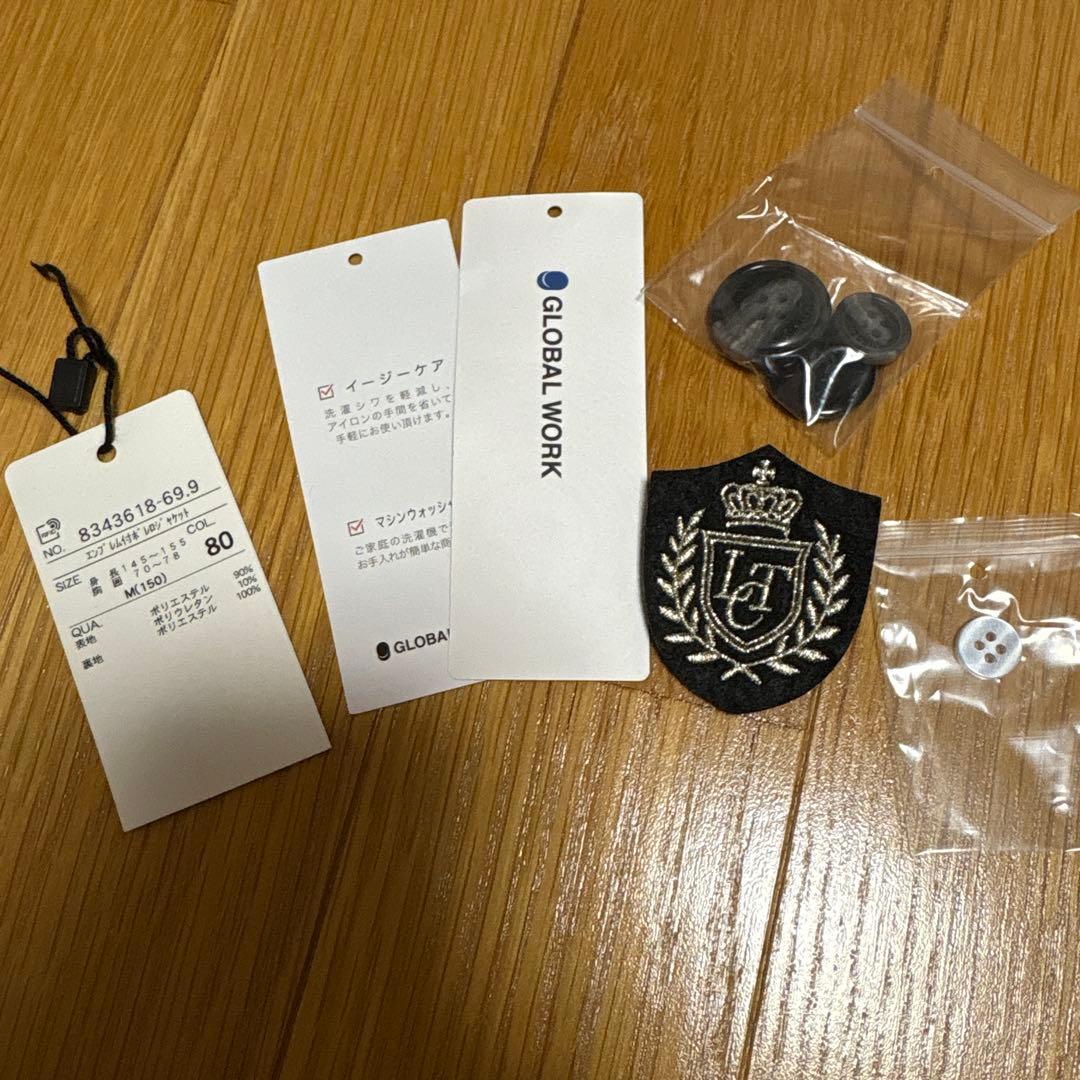 RFID
NO. 8343618-69.9
エンブレム付ポレロジャケット
SIZE 身長 145～155 COL.
胸囲 70～78 80
M(150)
QUA.
表地 ポリエステル 90%
ポリウレタン 10%
裏地 ポリエステル 100%
イージーケア
洗濯シワを軽減し、
アイロンの手間を省いて
手軽にお使い頂けます。
マシンウォッシャ
ご家庭の洗濯機で
お手入れが簡単な商
GLOBAL
GLOBAL WORK
LCT